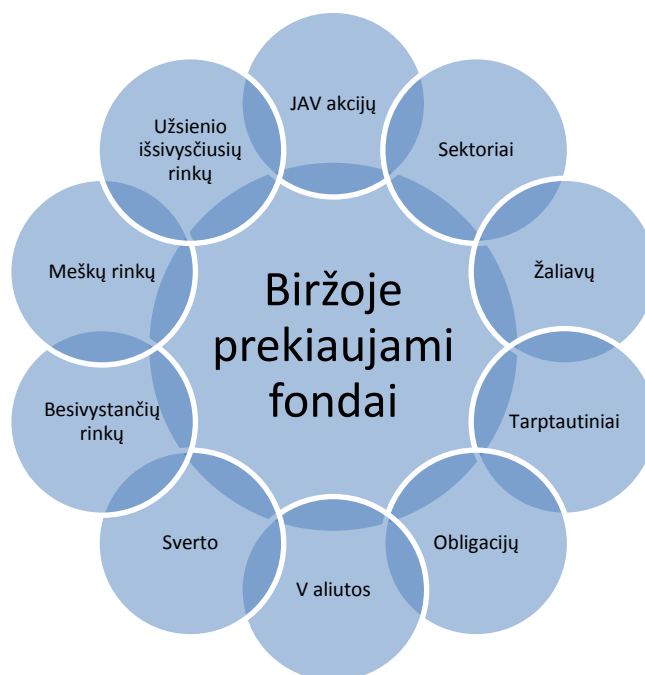 JAV akcijų
Sektoriai
Žaliavų
Tarptautiniai
Obligacijų
V aliutos
Sverto
Besivystančių
rinkų
Meškų rinkų
Užsienio
išsivysčiusių
rinkų
Biržoje
prekiaujami
fondai